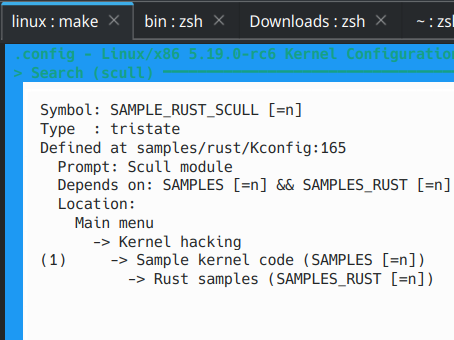 linux : make × bin : zsh × Downloads : zsh × ~ : zsl
.config - Linux/x86 5.19.0-rc6 Kernel Configuration
> Search (scull)
Symbol: SAMPLE_RUST_SCULL [=n]
Type : tristate
Defined at samples/rust/Kconfig:165
Prompt: Scull module
Depends on: SAMPLES [=n] && SAMPLES_RUST [=n]
Location:
Main menu
-> Kernel hacking
(1) -> Sample kernel code (SAMPLES [=n])
-> Rust samples (SAMPLES_RUST [=n])